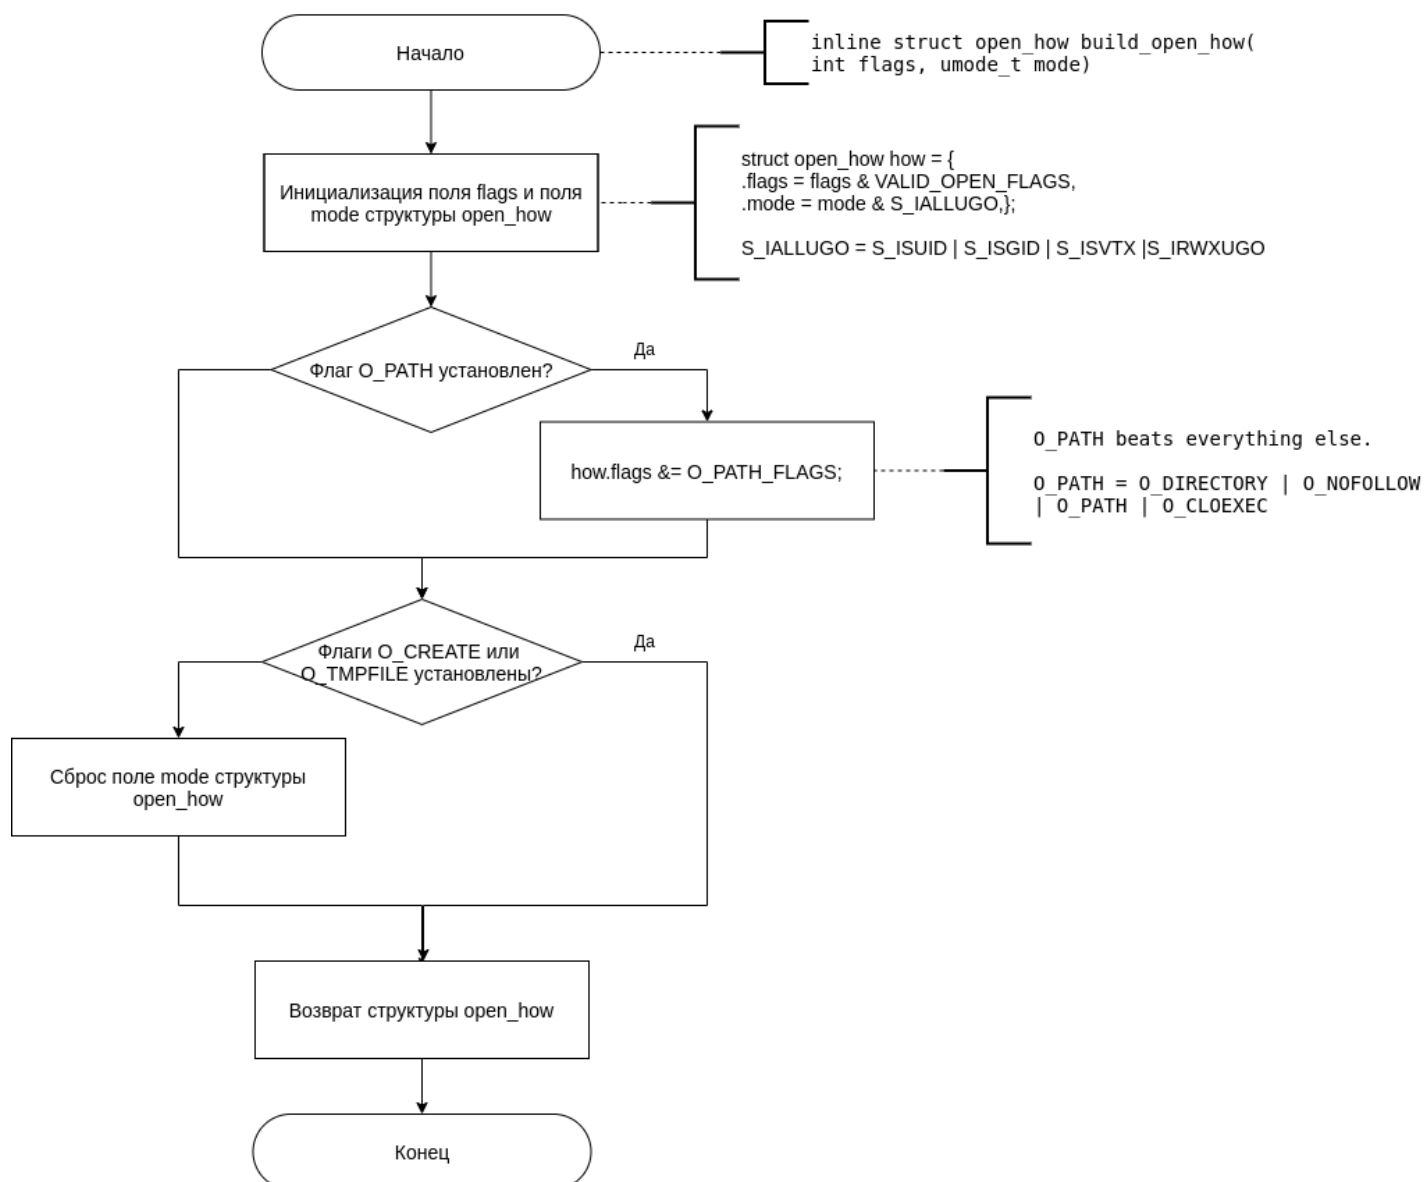 Начало
inline struct open_how build_open_how(
int flags, umode_t mode)
Инициализация поля flags и поля
mode структуры open_how
struct open_how how = {
.flags = flags & VALID_OPEN_FLAGS,
.mode = mode & S_IALLUGO,};
S_IALLUGO = S_ISUID | S_ISGID | S_ISVTX |S_IRWXUGO
Флаг O_PATH установлен?
Да
how.flags &= O_PATH_FLAGS;
O_PATH beats everything else.
O_PATH = O_DIRECTORY | O_NOFOLLOW
| O_PATH | O_CLOEXEC
Флаги O_CREATE или
O_TMPFILE установлены?
Да
Сброс поле mode структуры
open_how
Возврат структуры open_how
Конец